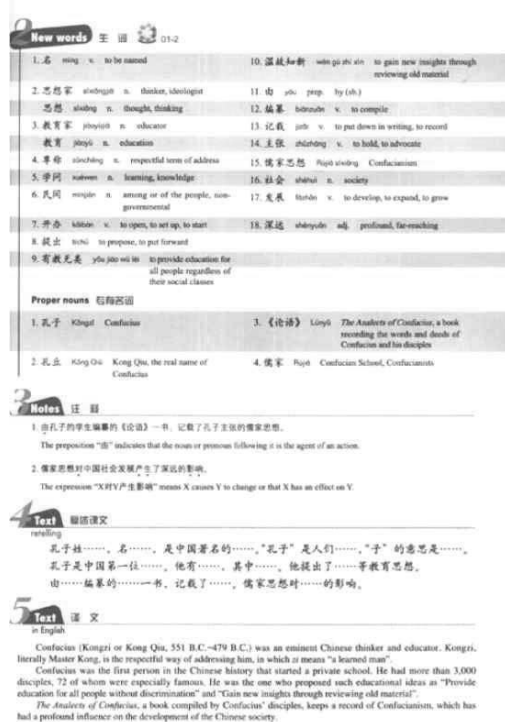 2 New words 生 词 01-2
1. 名 míng v. to be named
2. 思想家 sīxiǎngjiā n. thinker, ideologist
思想 sīxiǎng n. thought, thinking
3. 教育家 jiàoyùjiā n. educator
教育 jiàoyù n. education
4. 尊称 zūnchēng n. respectful term of address
5. 学问 xuéwen n. learning, knowledge
6. 民间 mínjiān n. among or of the people, non-
governmental
7. 开办 kāibàn v. to open, to set up, to start
8. 提出 tíchū to propose, to put forward
9. 有教无类 yǒu jiào wú lèi to provide education for
all people regardless of
their social classes
10. 温故知新 wēn gù zhī xīn to gain new insights through
reviewing old material
11. 由 yóu prep. by (sb.)
12. 编纂 biānzuǎn v. to compile
13. 记载 jìzǎi v. to put down in writing, to record
14. 主张 zhǔzhāng v. to hold, to advocate
15. 儒家思想 Rújiā sīxiǎng Confucianism
16. 社会 shèhuì n. society
17. 发展 fāzhǎn v. to develop, to expand, to grow
18. 深远 shēnyuǎn adj. profound, far-reaching
Proper nouns 专有名词
1. 孔子 Kǒngzǐ Confucius
2. 孔丘 Kǒng Qiū Kong Qiu, the real name of
Confucius
3. 《论语》 Lúnyǔ The Analects of Confucius, a book
recording the words and deeds of
Confucius and his disciples
4. 儒家 Rújiā Confucian School, Confucianists
3 Notes 注 释
1. 由孔子的学生编纂的《论语》一书，记载了孔子主张的儒家思想。
The preposition "由" indicates that the noun or pronoun following it is the agent of an action.
2. 儒家思想对中国社会发展产生了深远的影响。
The expression "X对Y产生影响" means X causes Y to change or that X has an effect on Y.
4 Text 复述课文
retelling
孔子姓……，名……，是中国著名的……。“孔子”是人们……，“子”的意思是……。
孔子是中国第一位……。他有……，其中……。他提出了……等教育思想。
由……编纂的……一书，记载了……。儒家思想对……的影响。
5 Text 译 文
in English
Confucius (Kongzi or Kong Qiu, 551 B.C.~479 B.C.) was an eminent Chinese thinker and educator. Kongzi,
literally Master Kong, is the respectful way of addressing him, in which zi means "a learned man".
Confucius was the first person in the Chinese history that started a private school. He had more than 3,000
disciples, 72 of whom were especially famous. He was the one who proposed such educational ideas as "Provide
education for all people without discrimination" and "Gain new insights through reviewing old material".
The Analects of Confucius, a book compiled by Confucius' disciples, keeps a record of Confucianism, which has
had a profound influence on the development of the Chinese society.